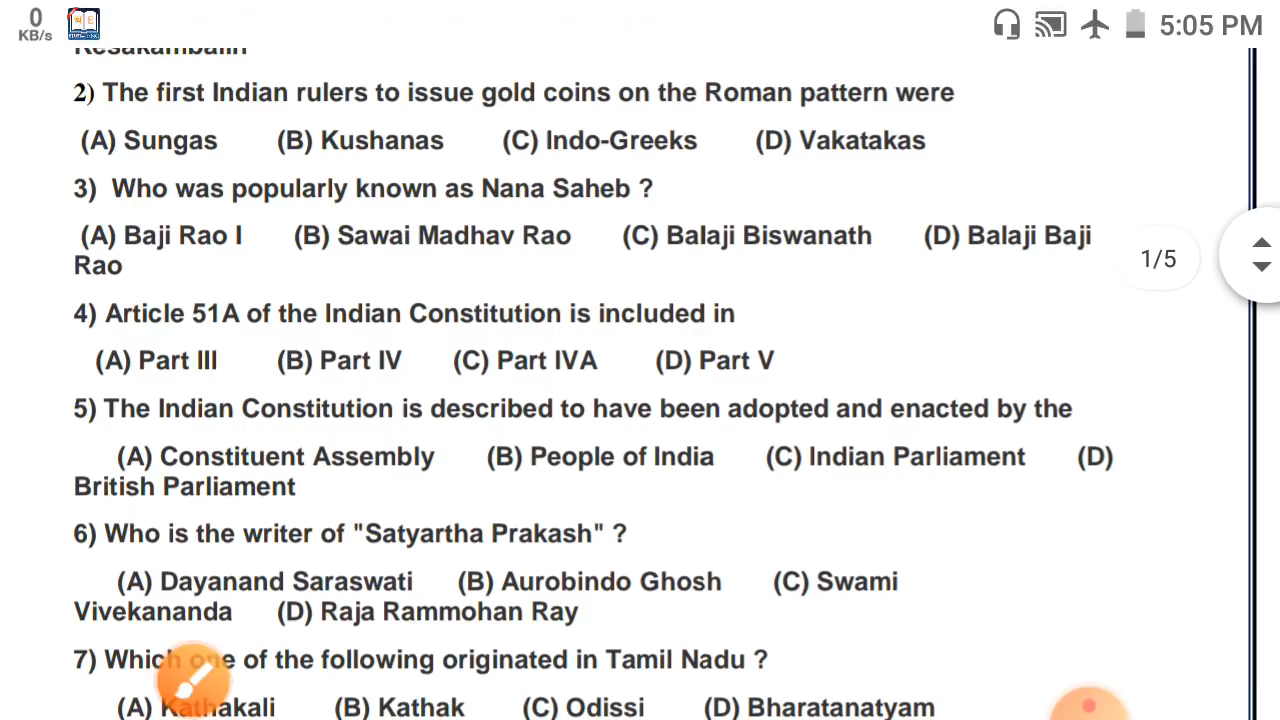 0
KB/s
5:05 PM
Kesakambalin
2) The first Indian rulers to issue gold coins on the Roman pattern were
(A) Sungas (B) Kushanas (C) Indo-Greeks (D) Vakatakas
3) Who was popularly known as Nana Saheb ?
(A) Baji Rao I (B) Sawai Madhav Rao (C) Balaji Biswanath (D) Balaji Baji
Rao
1/5
4) Article 51A of the Indian Constitution is included in
(A) Part III (B) Part IV (C) Part IVA (D) Part V
5) The Indian Constitution is described to have been adopted and enacted by the
(A) Constituent Assembly (B) People of India (C) Indian Parliament (D)
British Parliament
6) Who is the writer of "Satyartha Prakash" ?
(A) Dayanand Saraswati (B) Aurobindo Ghosh (C) Swami
Vivekananda (D) Raja Rammohan Ray
7) Which one of the following originated in Tamil Nadu ?
(A) Kathakali (B) Kathak (C) Odissi (D) Bharatanatyam